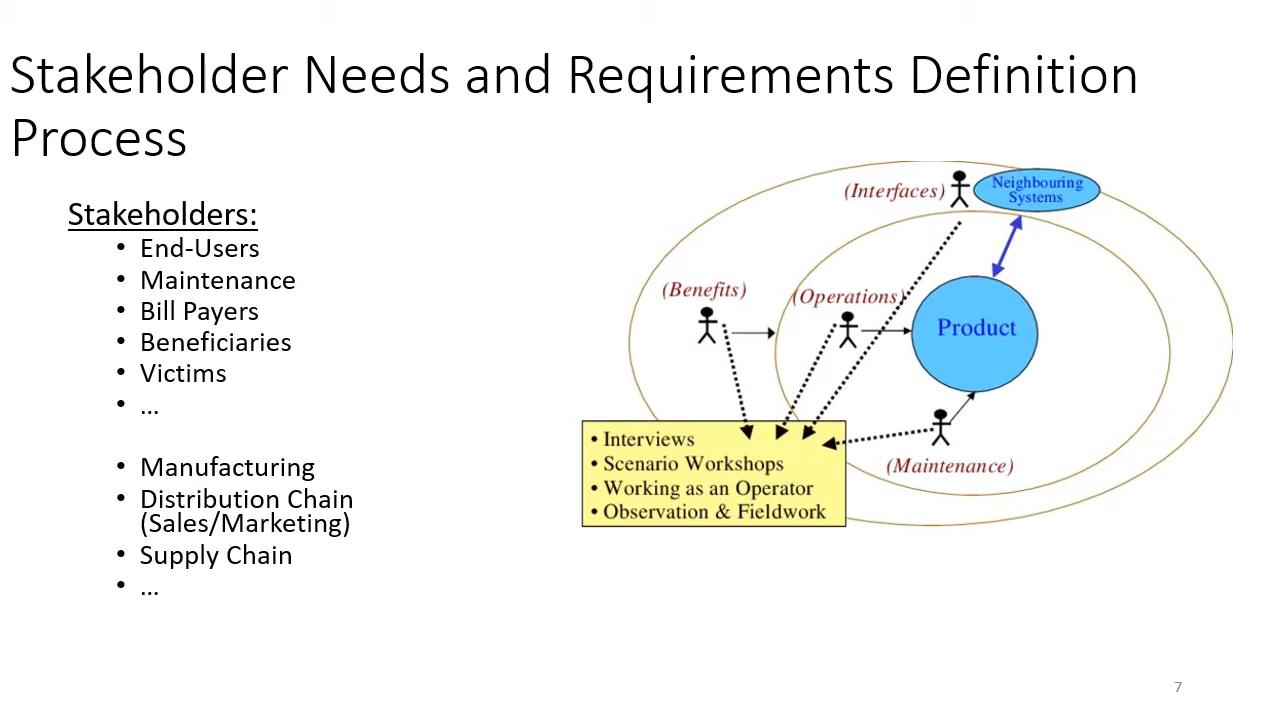 Stakeholder Needs and Requirements Definition
Process
Stakeholders:
• End-Users
• Maintenance
• Bill Payers
• Beneficiaries
• Victims
• ...
• Manufacturing
• Distribution Chain
(Sales/Marketing)
• Supply Chain
• ...
(Interfaces)
Neighbouring
Systems
(Benefits)
(Operations)
Product
• Interviews
• Scenario Workshops
• Working as an Operator
• Observation & Fieldwork
(Maintenance)
7